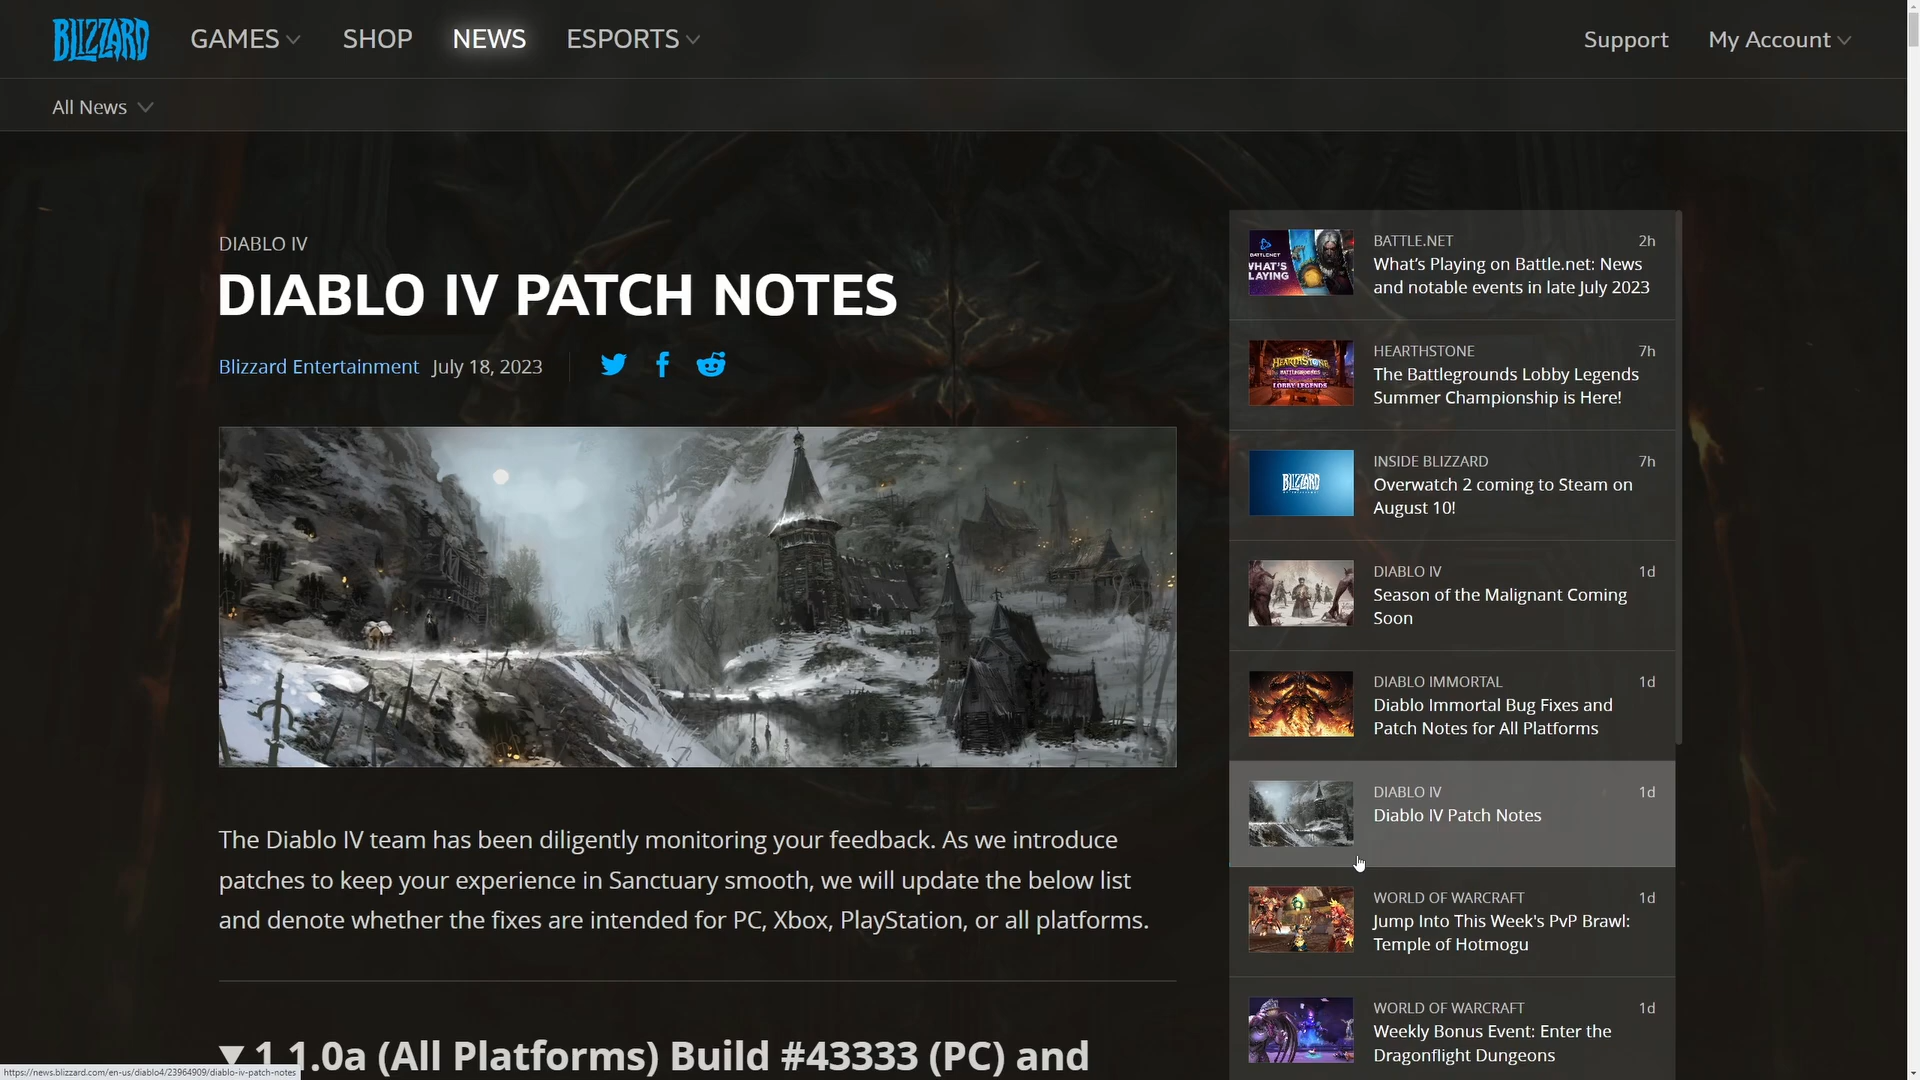 BLIZZARD
GAMES
SHOP
NEWS
ESPORTS
Support
My Account
All News
DIABLO IV
DIABLO IV PATCH NOTES
Blizzard Entertainment July 18, 2023
The Diablo IV team has been diligently monitoring your feedback. As we introduce
patches to keep your experience in Sanctuary smooth, we will update the below list
and denote whether the fixes are intended for PC, Xbox, PlayStation, or all platforms.
▼ 1.1.0a (All Platforms) Build #43333 (PC) and
WHAT'S
PLAYING
BATTLE.NET 2h
What's Playing on Battle.net: News
and notable events in late July 2023
HEARTHSTONE
BATTLEGROUNDS
LOBBY LEGENDS
HEARTHSTONE 7h
The Battlegrounds Lobby Legends
Summer Championship is Here!
BLIZZARD
ENTERTAINMENT
INSIDE BLIZZARD 7h
Overwatch 2 coming to Steam on
August 10!
DIABLO IV 1d
Season of the Malignant Coming
Soon
DIABLO IMMORTAL 1d
Diablo Immortal Bug Fixes and
Patch Notes for All Platforms
DIABLO IV 1d
Diablo IV Patch Notes
WORLD OF WARCRAFT 1d
Jump Into This Week's PvP Brawl:
Temple of Hotmogu
WORLD OF WARCRAFT 1d
Weekly Bonus Event: Enter the
Dragonflight Dungeons
https://news.blizzard.com/en-us/diablo4/23964909/diablo-iv-patch-notes